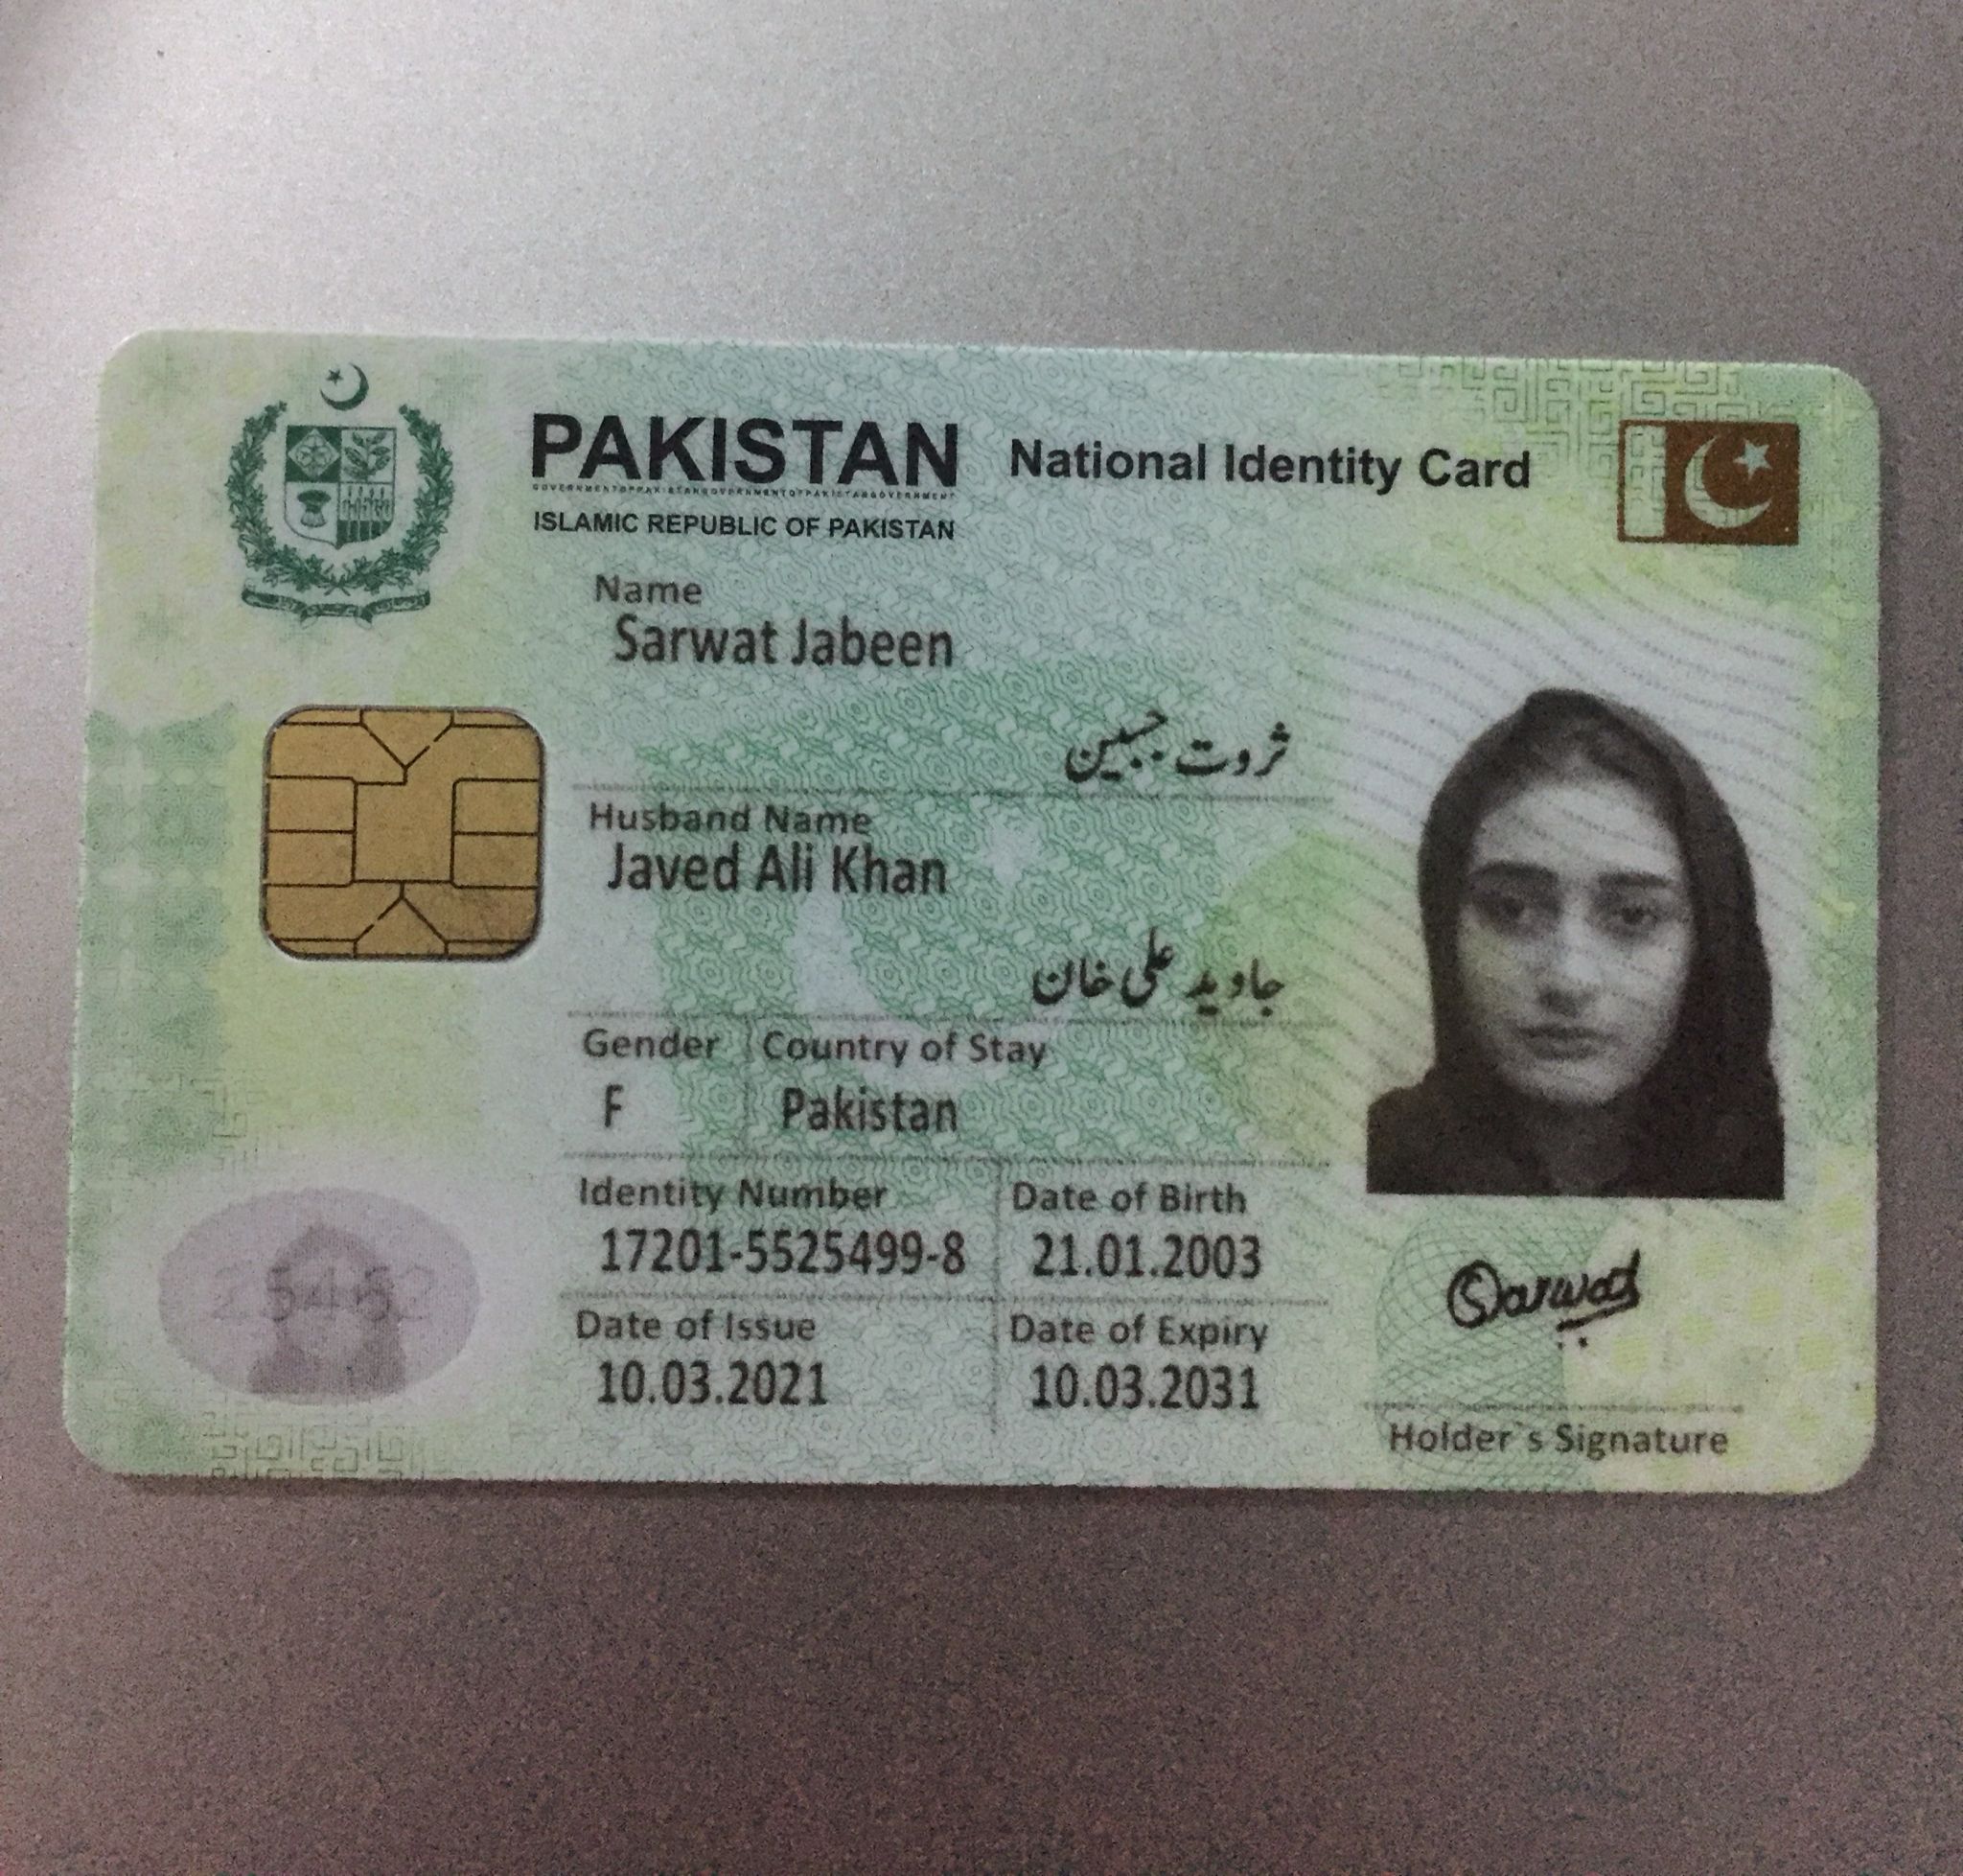 PAKISTAN National Identity Card
ISLAMIC REPUBLIC OF PAKISTAN
Name
Sarwat Jabeen
ثروت جبین
Husband Name
Javed Ali Khan
جاوید علی خان
Gender Country of Stay
F Pakistan
Identity Number Date of Birth
17201-5525499-8 21.01.2003
Date of Issue Date of Expiry
10.03.2021 10.03.2031
Sarwat
Holder`s Signature